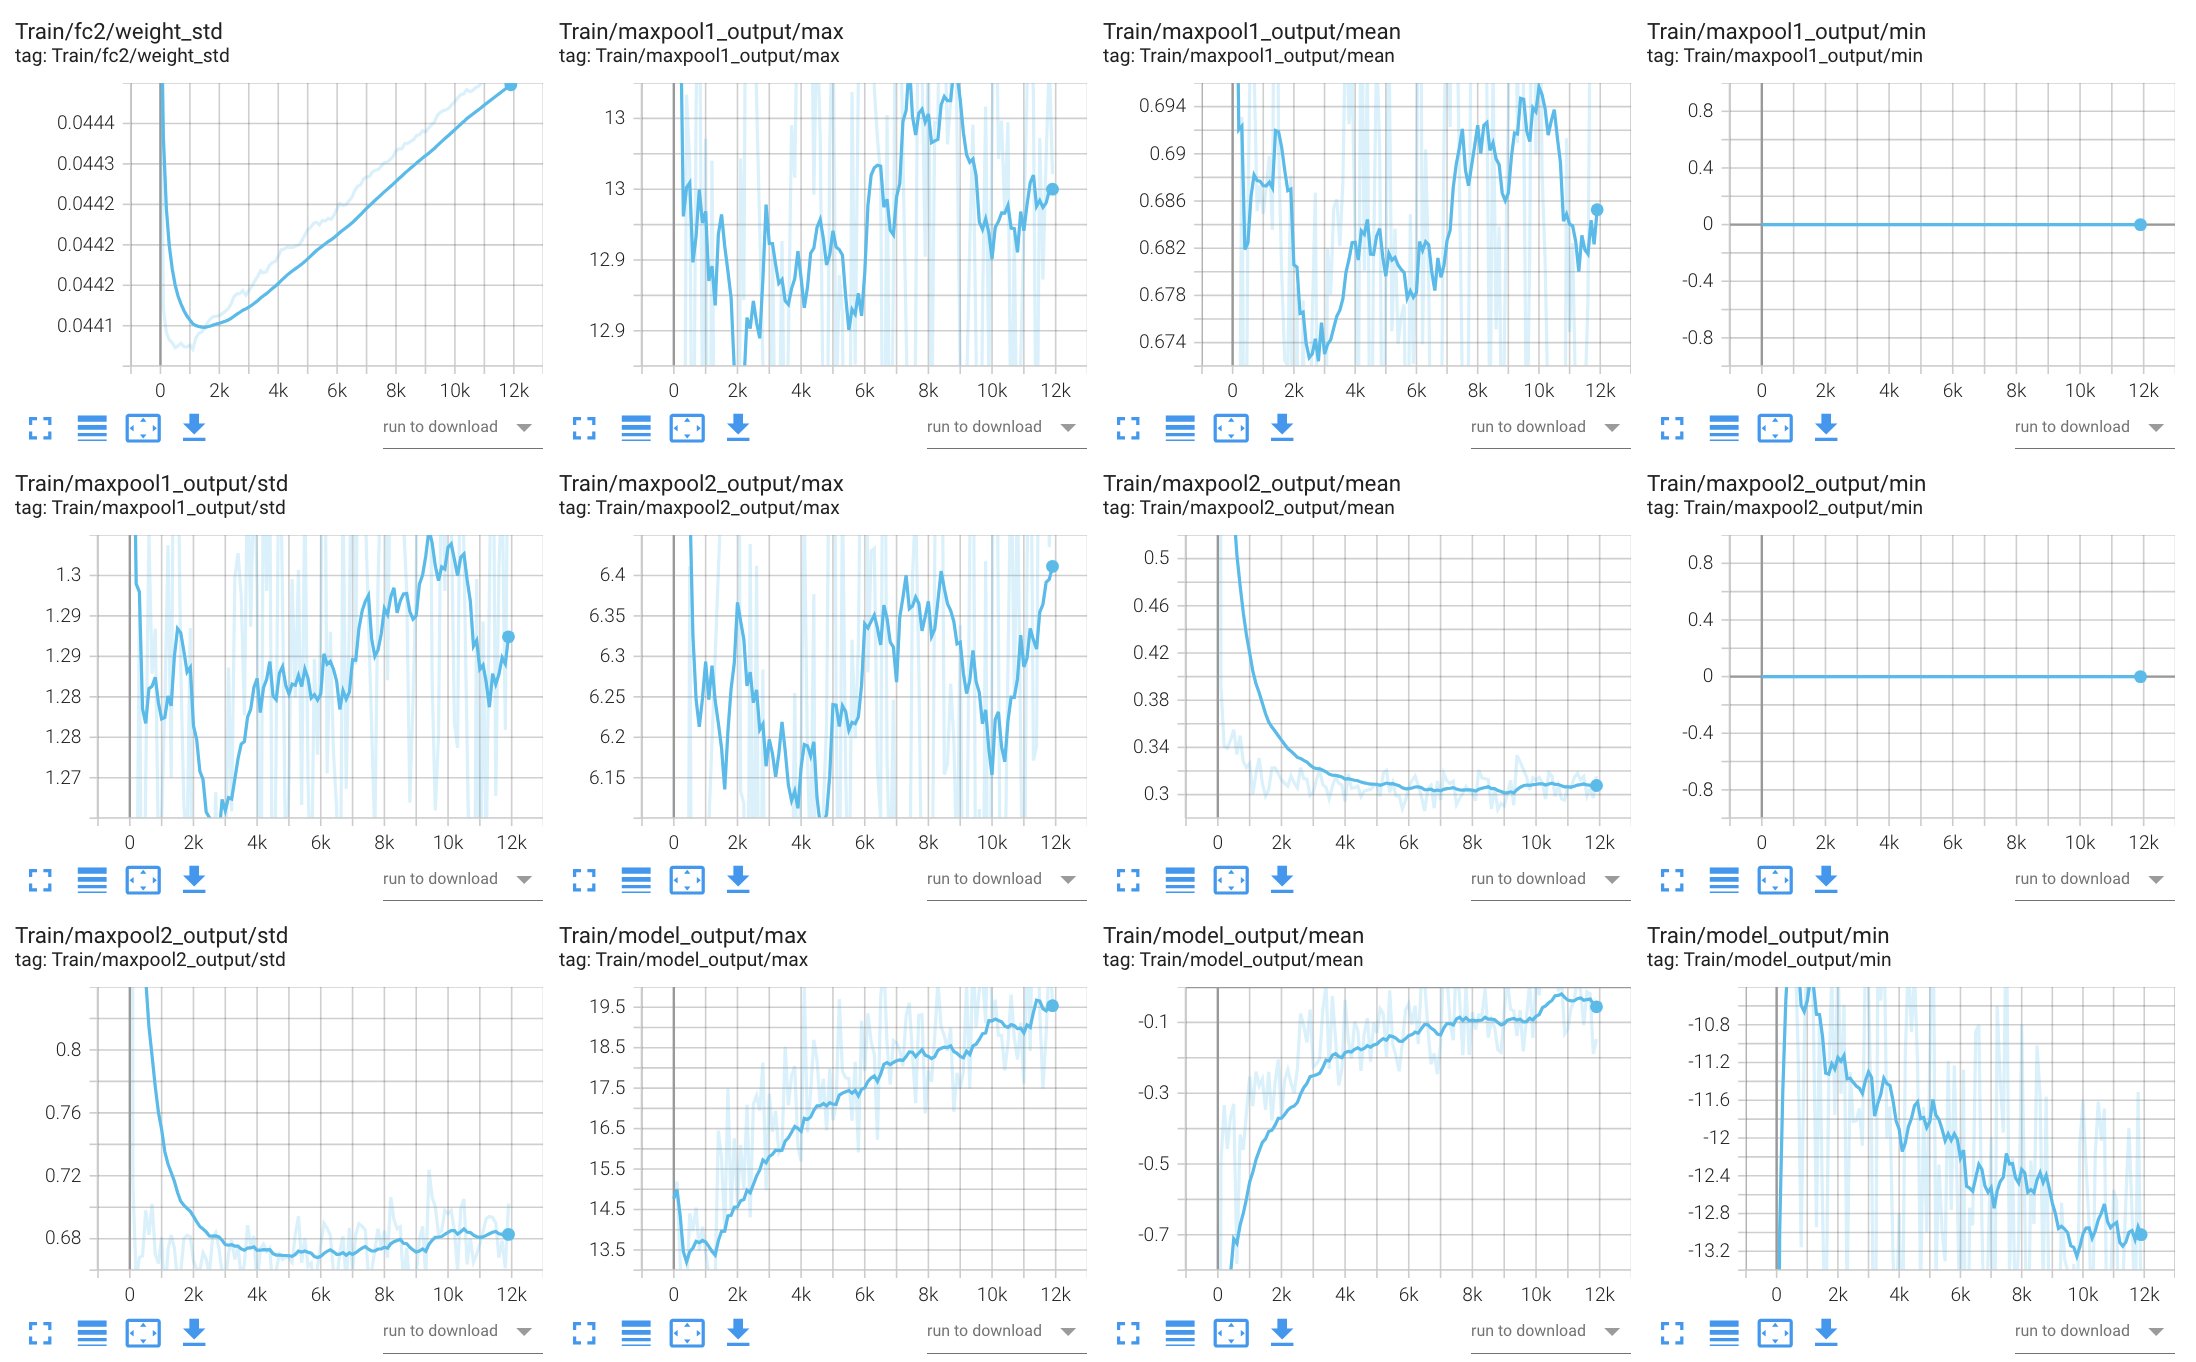 Train/fc2/weight_std
tag: Train/fc2/weight_std
0.0444
0.0443
0.0442
0.0442
0.0442
0.0441
0 2k 4k 6k 8k 10k 12k
run to download
Train/maxpool1_output/max
tag: Train/maxpool1_output/max
13
13
12.9
12.9
0 2k 4k 6k 8k 10k 12k
run to download
Train/maxpool1_output/mean
tag: Train/maxpool1_output/mean
0.694
0.69
0.686
0.682
0.678
0.674
0 2k 4k 6k 8k 10k 12k
run to download
Train/maxpool1_output/min
tag: Train/maxpool1_output/min
0.8
0.4
0
-0.4
-0.8
0 2k 4k 6k 8k 10k 12k
run to download
Train/maxpool1_output/std
tag: Train/maxpool1_output/std
1.3
1.29
1.29
1.28
1.28
1.27
0 2k 4k 6k 8k 10k 12k
run to download
Train/maxpool2_output/max
tag: Train/maxpool2_output/max
6.4
6.35
6.3
6.25
6.2
6.15
0 2k 4k 6k 8k 10k 12k
run to download
Train/maxpool2_output/mean
tag: Train/maxpool2_output/mean
0.5
0.46
0.42
0.38
0.34
0.3
0 2k 4k 6k 8k 10k 12k
run to download
Train/maxpool2_output/min
tag: Train/maxpool2_output/min
0.8
0.4
0
-0.4
-0.8
0 2k 4k 6k 8k 10k 12k
run to download
Train/maxpool2_output/std
tag: Train/maxpool2_output/std
0.8
0.76
0.72
0.68
0 2k 4k 6k 8k 10k 12k
run to download
Train/model_output/max
tag: Train/model_output/max
19.5
18.5
17.5
16.5
15.5
14.5
13.5
0 2k 4k 6k 8k 10k 12k
run to download
Train/model_output/mean
tag: Train/model_output/mean
-0.1
-0.3
-0.5
-0.7
0 2k 4k 6k 8k 10k 12k
run to download
Train/model_output/min
tag: Train/model_output/min
-10.8
-11.2
-11.6
-12
-12.4
-12.8
-13.2
0 2k 4k 6k 8k 10k 12k
run to download